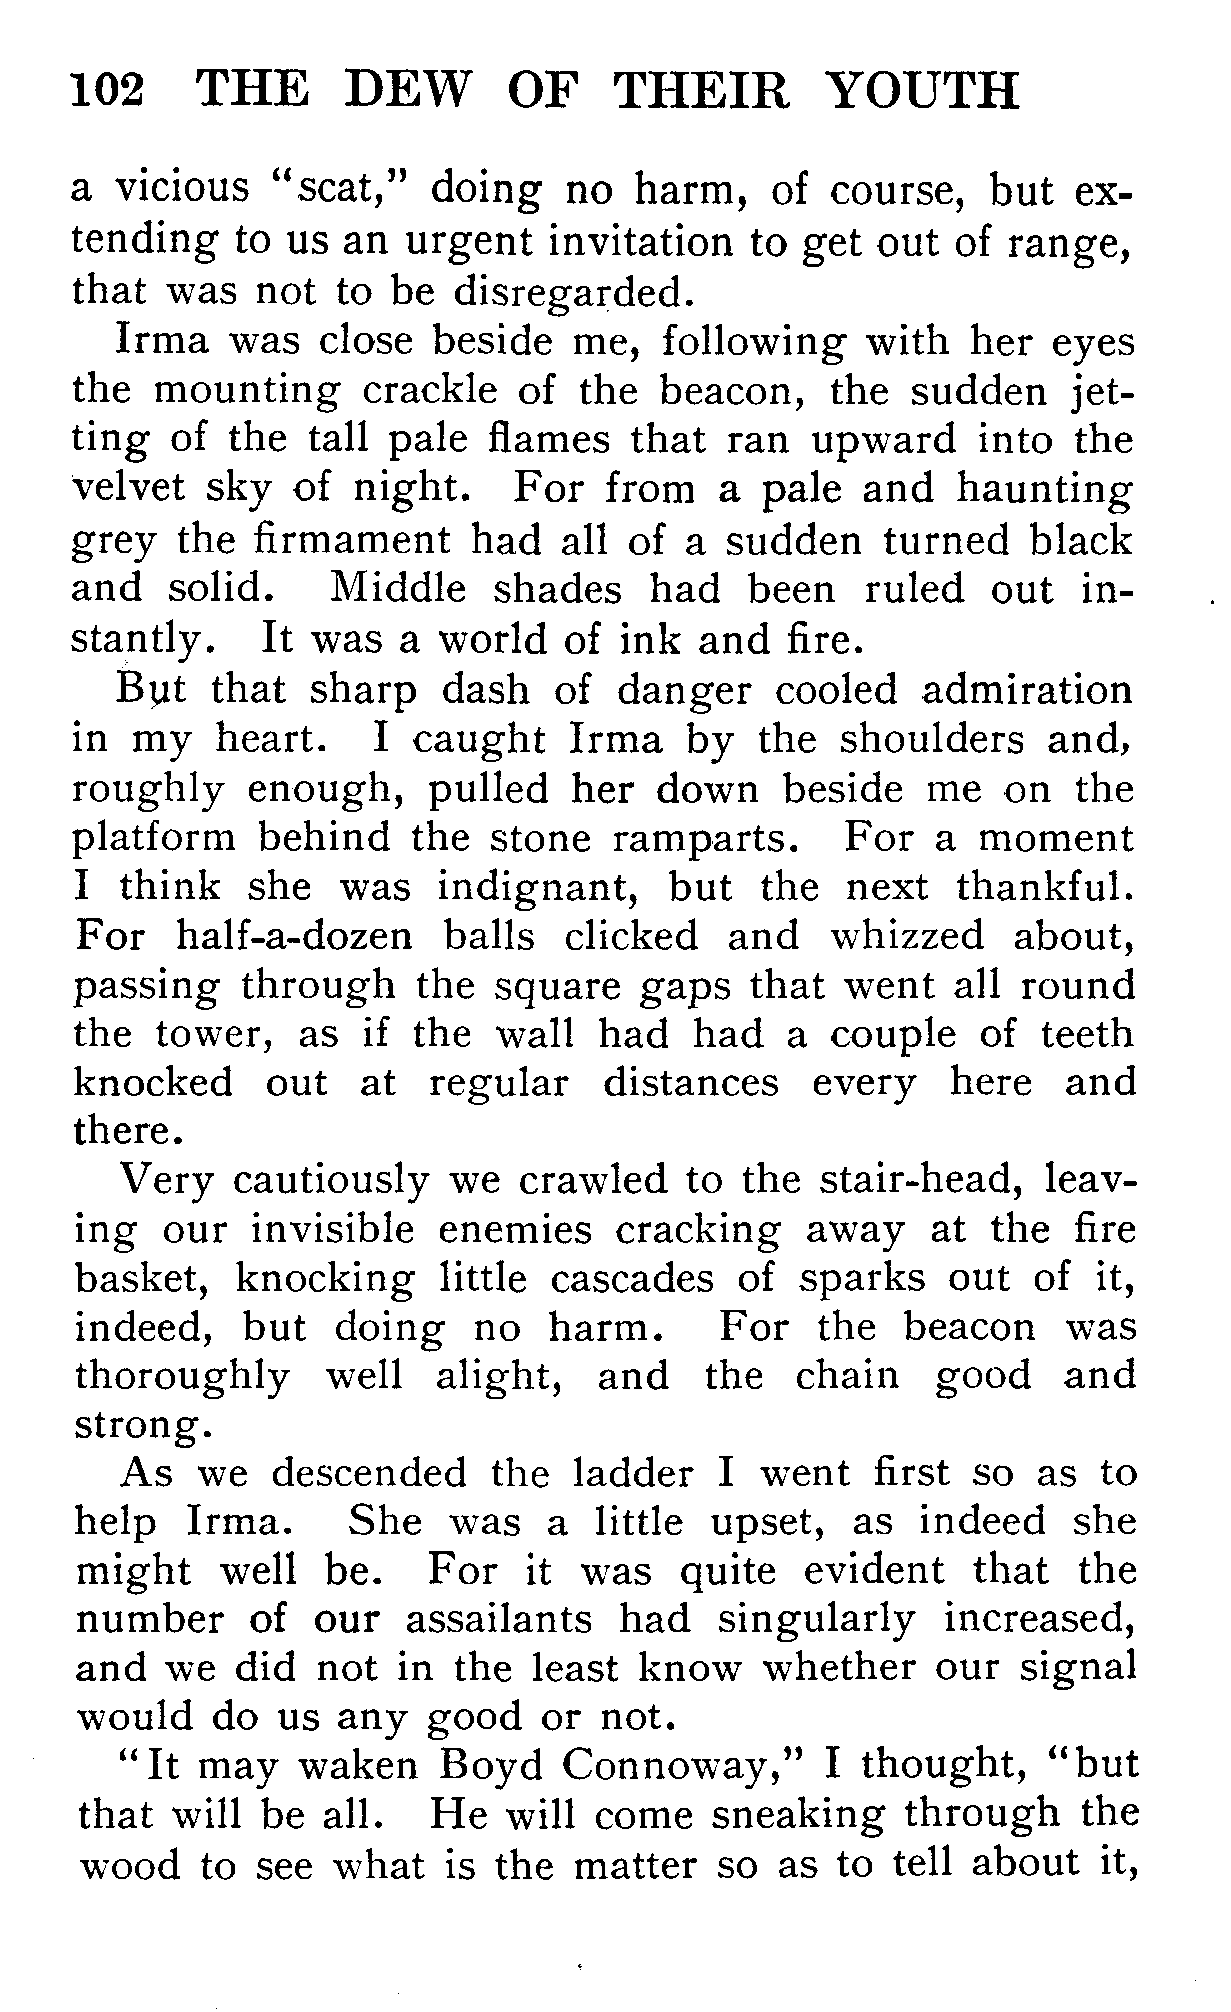 102 THE DEW OF THEIR YOUTH
a vicious "scat," doing no harm, of course, but ex-
tending to us an urgent invitation to get out of range,
that was not to be disregarded.
Irma was close beside me, following with her eyes
the mounting crackle of the beacon, the sudden jet-
ting of the tall pale flames that ran upward into the
velvet sky of night. For from a pale and haunting
grey the firmament had all of a sudden turned black
and solid. Middle shades had been ruled out in-
stantly. It was a world of ink and fire.
But that sharp dash of danger cooled admiration
in my heart. I caught Irma by the shoulders and,
roughly enough, pulled her down beside me on the
platform behind the stone ramparts. For a moment
I think she was indignant, but the next thankful.
For half-a-dozen balls clicked and whizzed about,
passing through the square gaps that went all round
the tower, as if the wall had had a couple of teeth
knocked out at regular distances every here and
there.
Very cautiously we crawled to the stair-head, leav-
ing our invisible enemies cracking away at the fire
basket, knocking little cascades of sparks out of it,
indeed, but doing no harm. For the beacon was
thoroughly well alight, and the chain good and
strong.
As we descended the ladder I went first so as to
help Irma. She was a little upset, as indeed she
might well be. For it was quite evident that the
number of our assailants had singularly increased,
and we did not in the least know whether our signal
would do us any good or not.
"It may waken Boyd Connoway," I thought, "but
that will be all. He will come sneaking through the
wood to see what is the matter so as to tell about it,